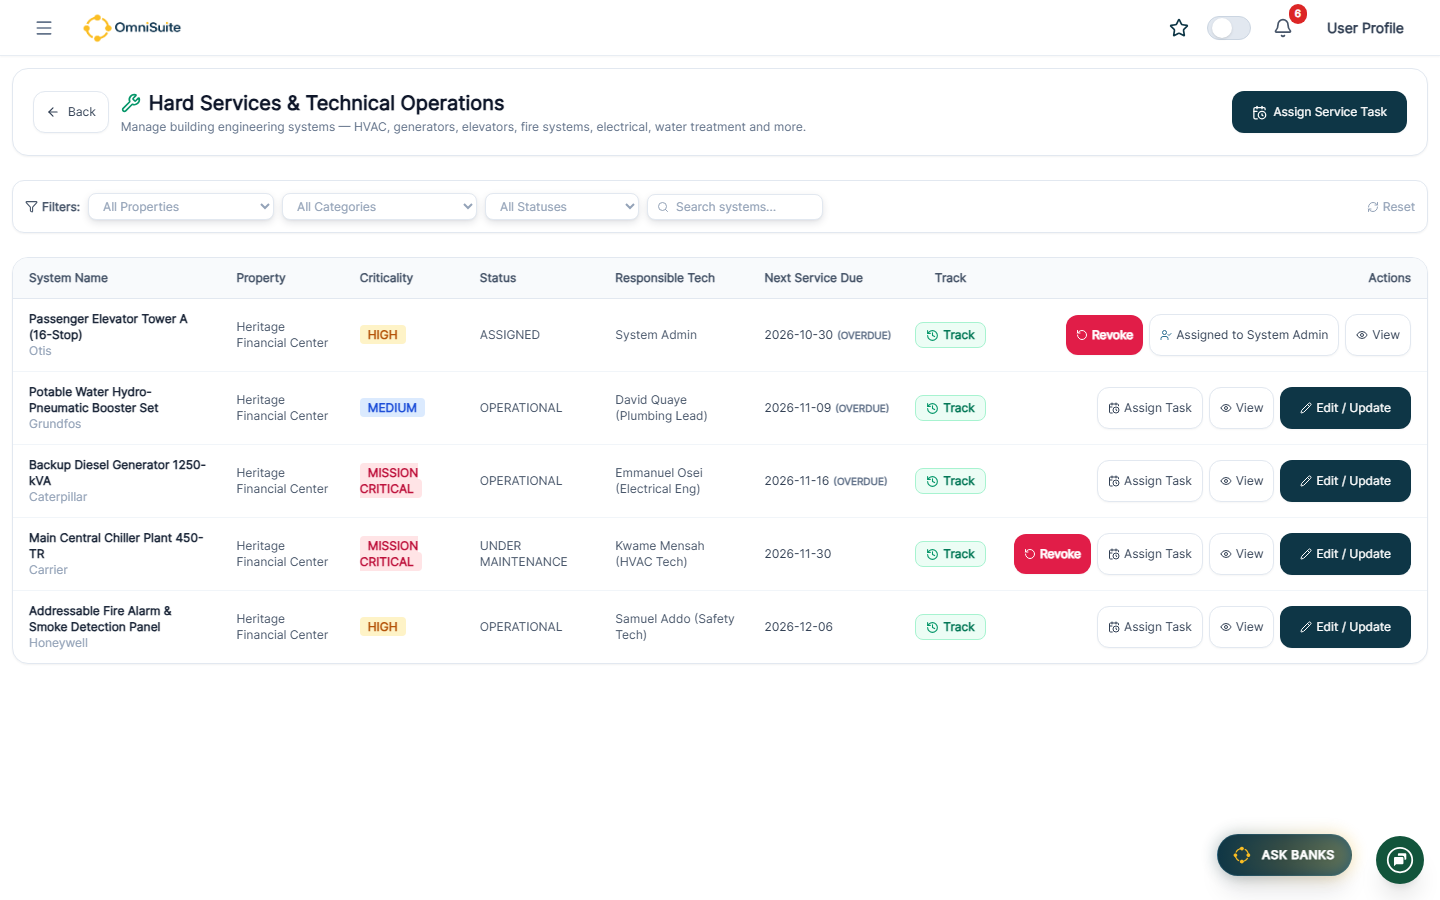 OmniSuite
6
User Profile
Back
Hard Services & Technical Operations
Manage building engineering systems — HVAC, generators, elevators, fire systems, electrical, water treatment and more.
Assign Service Task
Filters:
All Properties
All Categories
All Statuses
Search systems...
Reset
System Name Property Criticality Status Responsible Tech Next Service Due Track Actions
Passenger Elevator Tower A
(16-Stop)
Otis
Heritage
Financial Center
HIGH
ASSIGNED
System Admin
2026-10-30 (OVERDUE)
Track
Revoke
Assigned to System Admin
View
Potable Water Hydro-
Pneumatic Booster Set
Grundfos
Heritage
Financial Center
MEDIUM
OPERATIONAL
David Quaye
(Plumbing Lead)
2026-11-09 (OVERDUE)
Track
Assign Task
View
Edit / Update
Backup Diesel Generator 1250-
kVA
Caterpillar
Heritage
Financial Center
MISSION
CRITICAL
OPERATIONAL
Emmanuel Osei
(Electrical Eng)
2026-11-16 (OVERDUE)
Track
Assign Task
View
Edit / Update
Main Central Chiller Plant 450-
TR
Carrier
Heritage
Financial Center
MISSION
CRITICAL
UNDER
MAINTENANCE
Kwame Mensah
(HVAC Tech)
2026-11-30
Track
Revoke
Assign Task
View
Edit / Update
Addressable Fire Alarm &
Smoke Detection Panel
Honeywell
Heritage
Financial Center
HIGH
OPERATIONAL
Samuel Addo (Safety
Tech)
2026-12-06
Track
Assign Task
View
Edit / Update
ASK BANKS